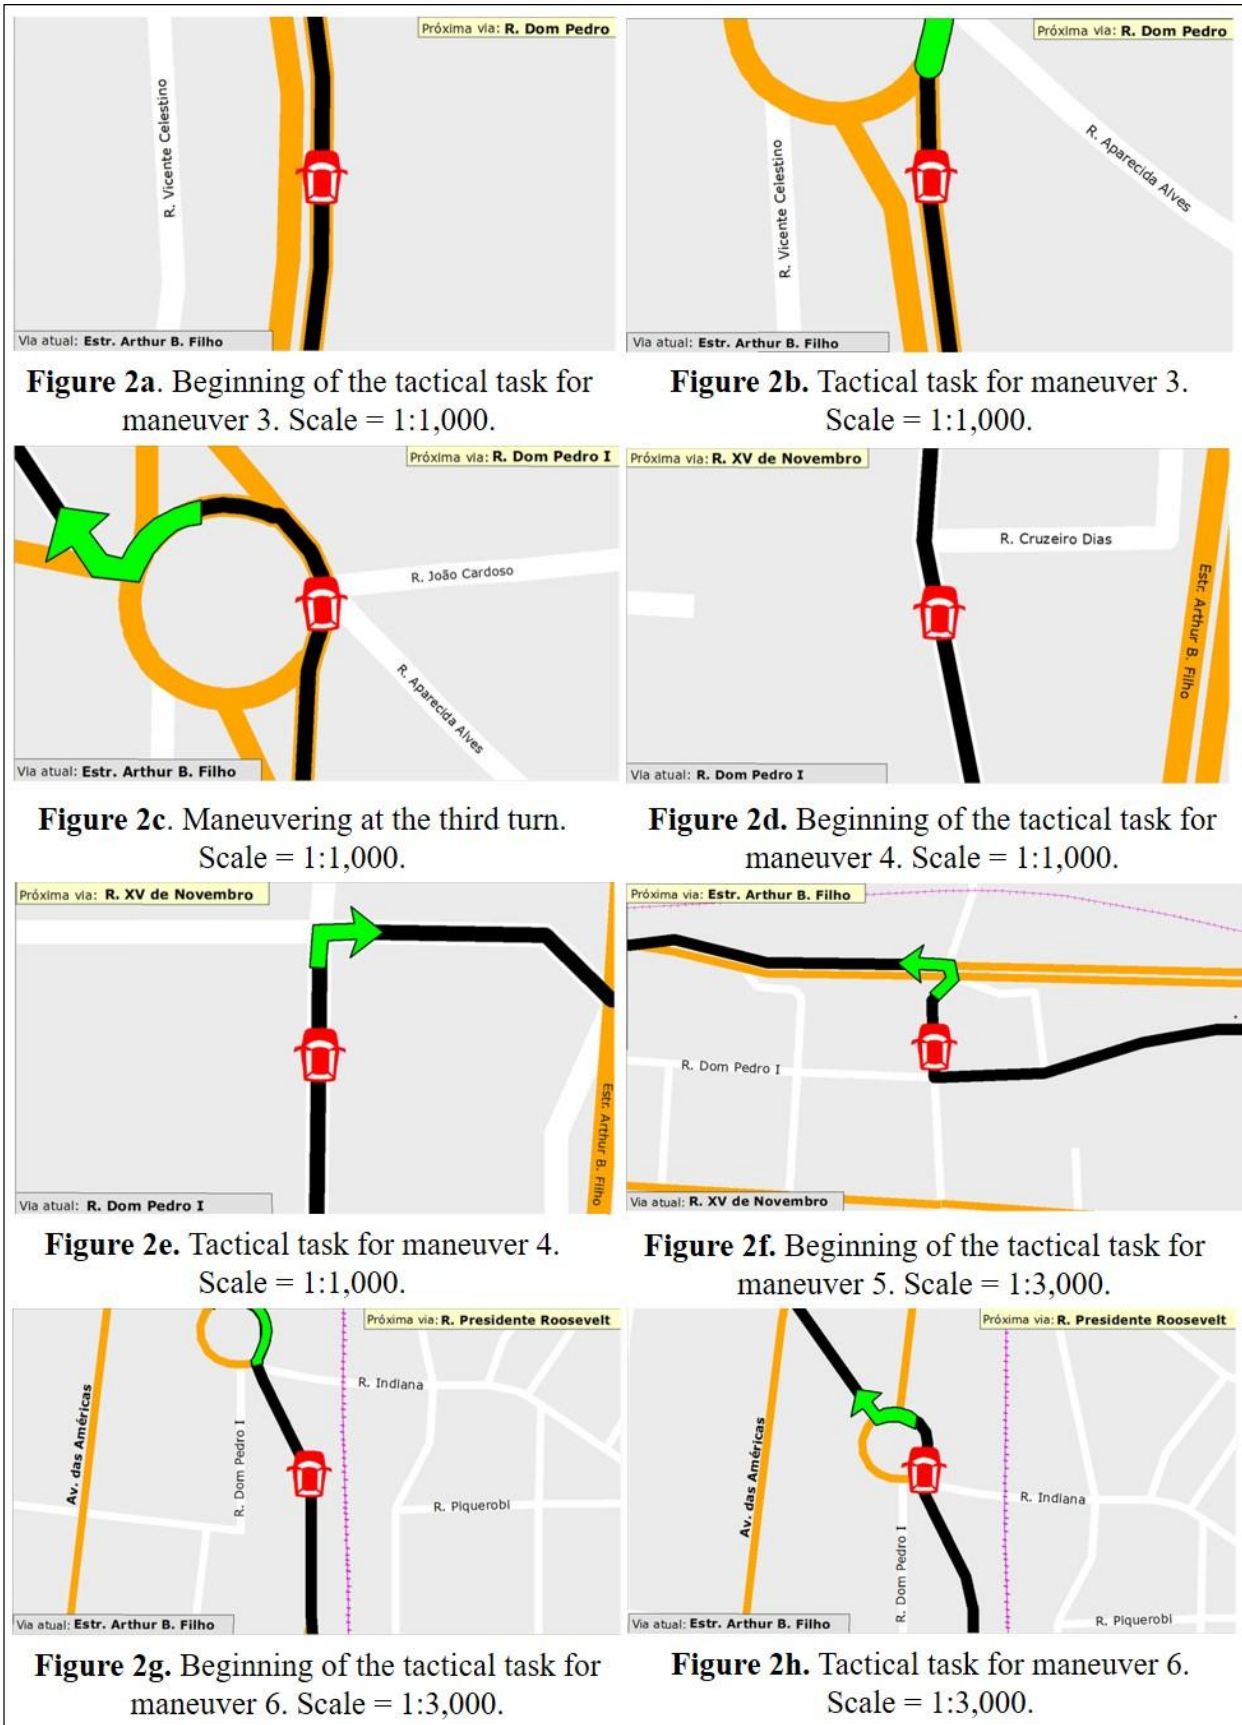 Próxima via: R. Dom Pedro
R. Vicente Celestino
Via atual: Estr. Arthur B. Filho
Figure 2a. Beginning of the tactical task for
maneuver 3. Scale = 1:1,000.
Próxima via: R. Dom Pedro
R. Aparecida Alves
R. Vicente Celestino
Via atual: Estr. Arthur B. Filho
Figure 2b. Tactical task for maneuver 3.
Scale = 1:1,000.
Próxima via: R. Dom Pedro I
R. João Cardoso
R. Aparecida Alves
Via atual: Estr. Arthur B. Filho
Figure 2c. Maneuvering at the third turn.
Scale = 1:1,000.
Próxima via: R. XV de Novembro
R. Cruzeiro Dias
Estr. Arthur B. Filho
Via atual: R. Dom Pedro I
Figure 2d. Beginning of the tactical task for
maneuver 4. Scale = 1:1,000.
Próxima via: R. XV de Novembro
Estr. Arthur B. Filho
Via atual: R. Dom Pedro I
Figure 2e. Tactical task for maneuver 4.
Scale = 1:1,000.
Próxima via: Estr. Arthur B. Filho
R. Dom Pedro I
Via atual: R. XV de Novembro
Figure 2f. Beginning of the tactical task for
maneuver 5. Scale = 1:3,000.
Próxima via: R. Presidente Roosevelt
R. Indiana
Av. das Américas
R. Dom Pedro I
R. Piquerobi
Via atual: Estr. Arthur B. Filho
Figure 2g. Beginning of the tactical task for
maneuver 6. Scale = 1:3,000.
Próxima via: R. Presidente Roosevelt
Av. das Américas
R. Indiana
R. Dom Pedro I
R. Piquerobi
Via atual: Estr. Arthur B. Filho
Figure 2h. Tactical task for maneuver 6.
Scale = 1:3,000.